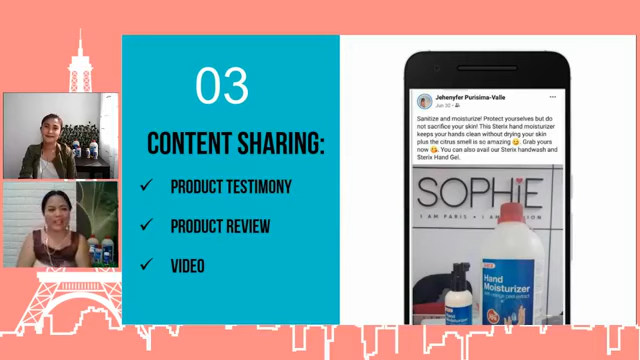 03
CONTENT SHARING:
✓ PRODUCT TESTIMONY
✓ PRODUCT REVIEW
✓ VIDEO
Jehenyfer Purisima-Valle
Jun 30
Sanitize and moisturize! Protect yourselves but do
not sacrifice your skin! This Sterix hand moisturizer
keeps your hands clean without drying your skin
plus the citrus smell is so amazing 😋. Grab yours
now 😘. You can also avail our Sterix handwash and
Sterix Hand Gel.
SOPHIE
I AM PARIS • I AM FASHION
Hand
Moisturizer